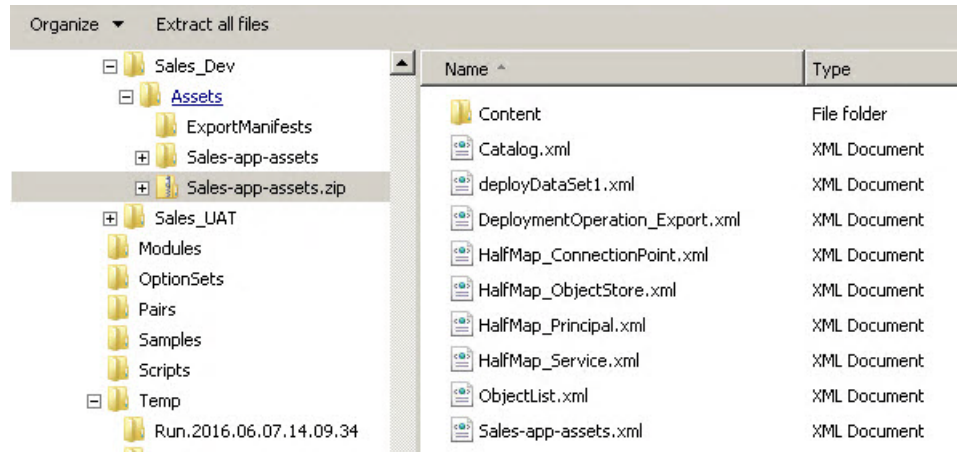 Organize Extract all files
Sales_Dev
Assets
ExportManifests
Sales-app-assets
Sales-app-assets.zip
Sales_UAT
Modules
OptionSets
Pairs
Samples
Scripts
Temp
Run.2016.06.07.14.09.34
Name Type
Content File folder
Catalog.xml XML Document
deployDataSet1.xml XML Document
DeploymentOperation_Export.xml XML Document
HalfMap_ConnectionPoint.xml XML Document
HalfMap_ObjectStore.xml XML Document
HalfMap_Principal.xml XML Document
HalfMap_Service.xml XML Document
ObjectList.xml XML Document
Sales-app-assets.xml XML Document